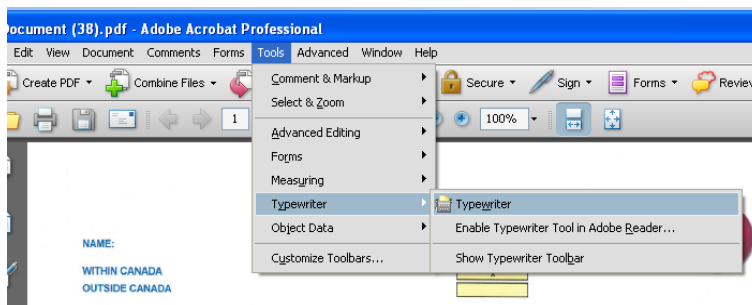 Document (38).pdf - Adobe Acrobat Professional
Edit View Document Comments Forms Tools Advanced Window Help
Create PDF Combine Files Secure Sign Forms Review
1 100%
Comment & Markup
Select & Zoom
Advanced Editing
Forms
Measuring
Typewriter
Object Data
Customize Toolbars...
Typewriter
Enable Typewriter Tool in Adobe Reader...
Show Typewriter Toolbar
NAME:
WITHIN CANADA
OUTSIDE CANADA